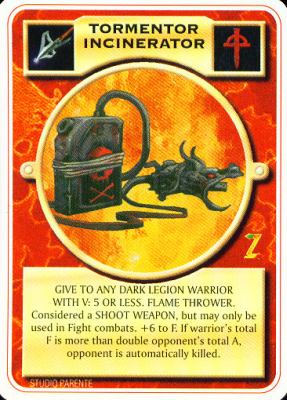 TORMENTOR
INCINERATOR
GIVE TO ANY DARK LEGION WARRIOR
WITH V: 5 OR LESS. FLAME THROWER.
Considered a SHOOT WEAPON, but may only be
used in Fight combats. +6 to F. If warrior's total
F is more than double opponent's total A,
opponent is automatically killed.
STUDIO PARENTE